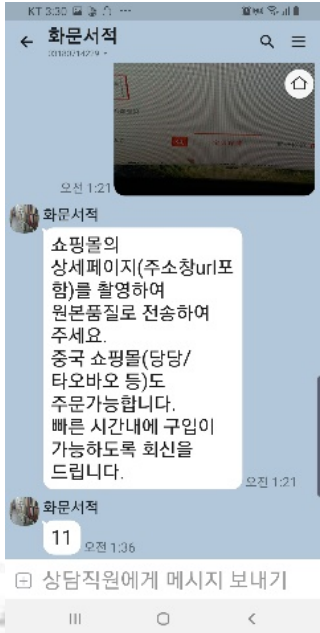 KT 3:30
화문서적
오전 1:21
화문서적
쇼핑몰의
상세페이지(주소창url포
함)를 촬영하여
원본품질로 전송하여
주세요.
중국 쇼핑몰(당당/
타오바오 등)도
주문가능합니다.
빠른 시간내에 구입이
가능하도록 회신을
드립니다.
오전 1:21
화문서적
11
오전 1:36
상담직원에게 메시지 보내기